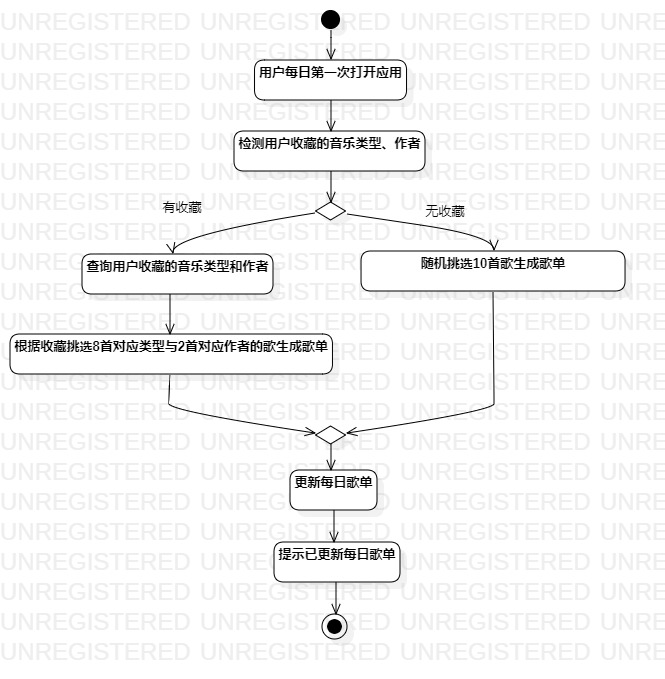 用户每日第一次打开应用
检测用户收藏的音乐类型、作者
有收藏
无收藏
查询用户收藏的音乐类型和作者
随机挑选10首歌生成歌单
根据收藏挑选8首对应类型与2首对应作者的歌生成歌单
更新每日歌单
提示已更新每日歌单
UNREGISTERED